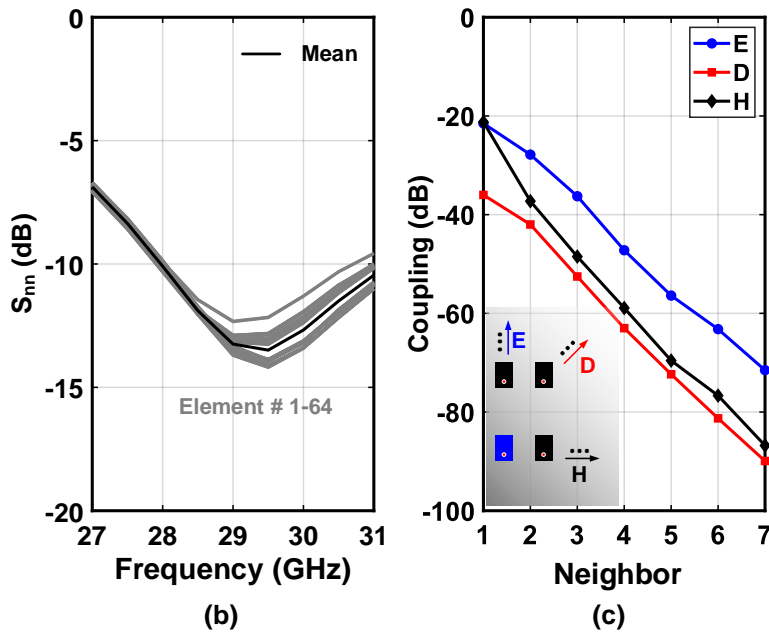 0
-5
-10
-15
-20
S_nn (dB)
Mean
Element # 1-64
27 28 29 30 31
Frequency (GHz)
(b)
0
-20
-40
-60
-80
-100
Coupling (dB)
E
D
H
E
D
H
1 2 3 4 5 6 7
Neighbor
(c)